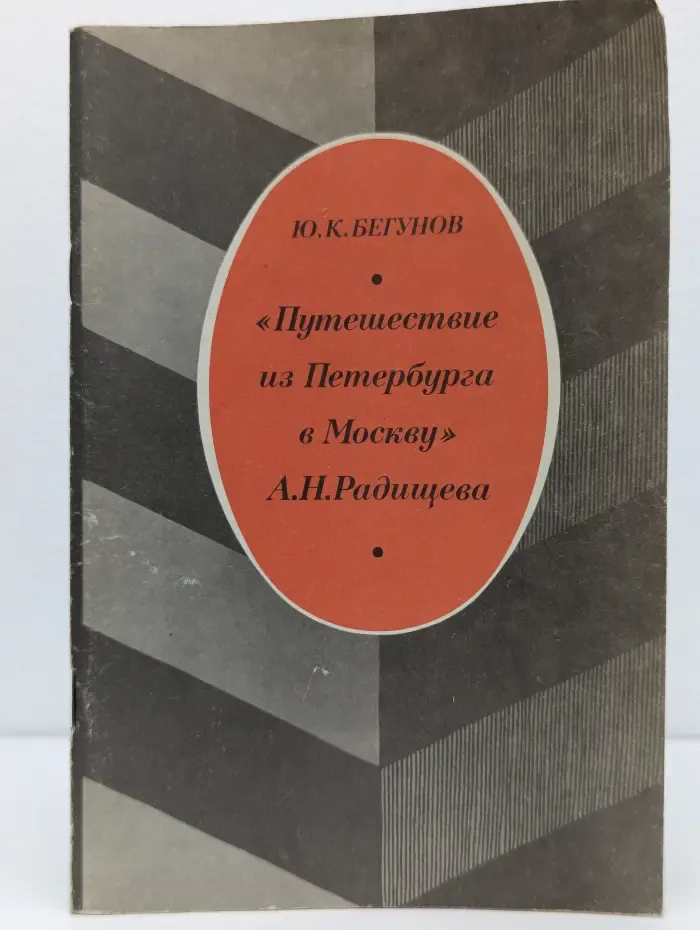 Ю.К.БЕГУНОВ
•
«Путешествие
из Петербурга
в Москву»
А.Н.Радищева
•